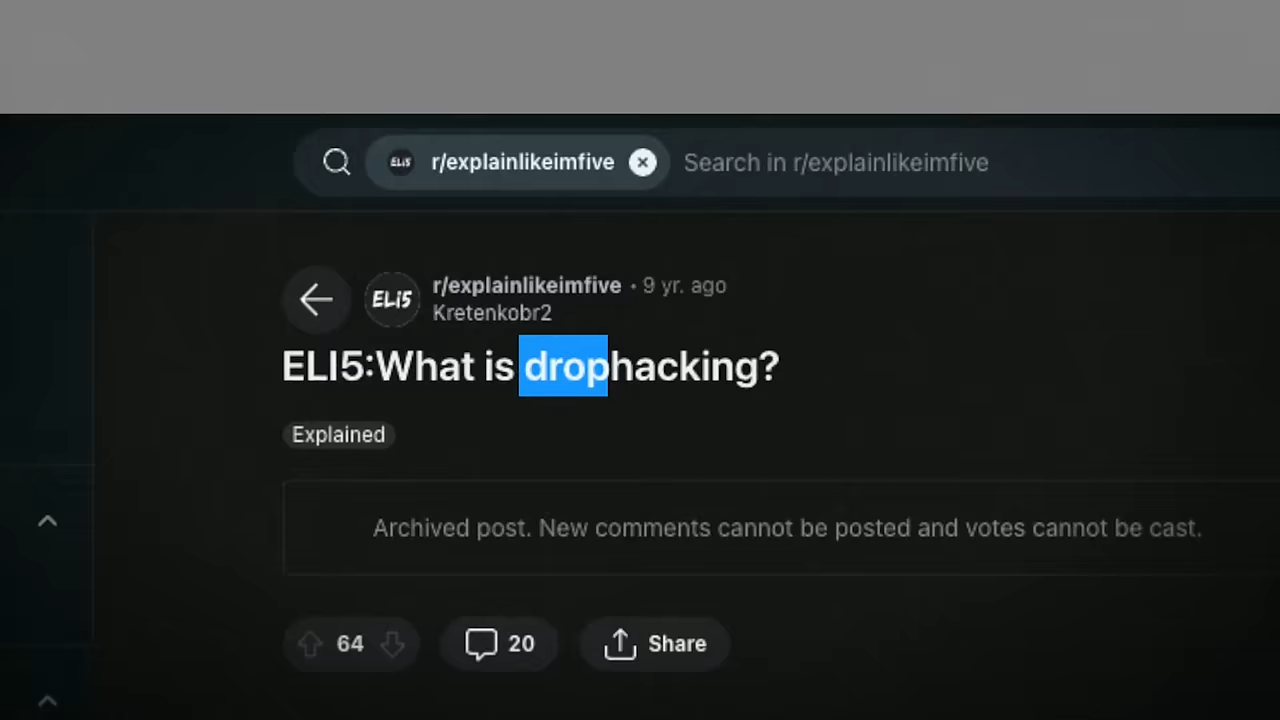 ELI5 r/explainlikeimfive Search in r/explainlikeimfive
ELI5 r/explainlikeimfive • 9 yr. ago
Kretenkobr2
ELI5:What is drophacking?
Explained
Archived post. New comments cannot be posted and votes cannot be cast.
64 20 Share